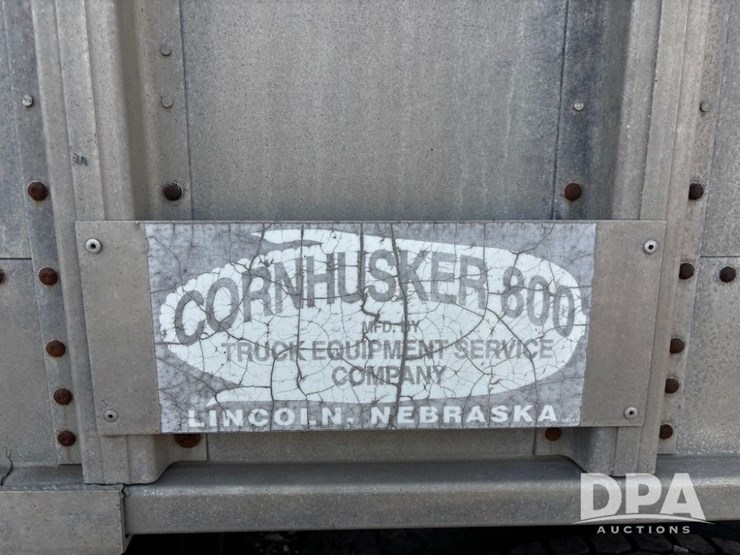 CORNHUSKER 800
MFD. BY
TRUCK EQUIPMENT SERVICE
COMPANY
LINCOLN, NEBRASKA
DPA
AUCTIONS